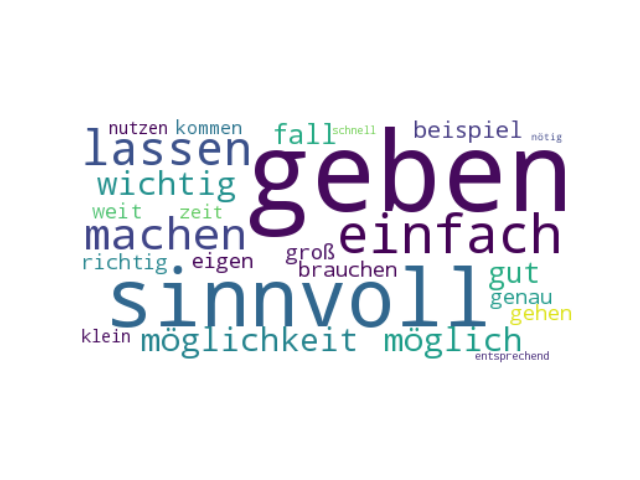 nutzen kommen fall schnell beispiel nötig
lassen geben
wichtig
weit zeit
machen einfach
richtig eigen groß brauchen
sinnvoll gut
genau
gehen
klein möglichkeit möglich
entsprechend